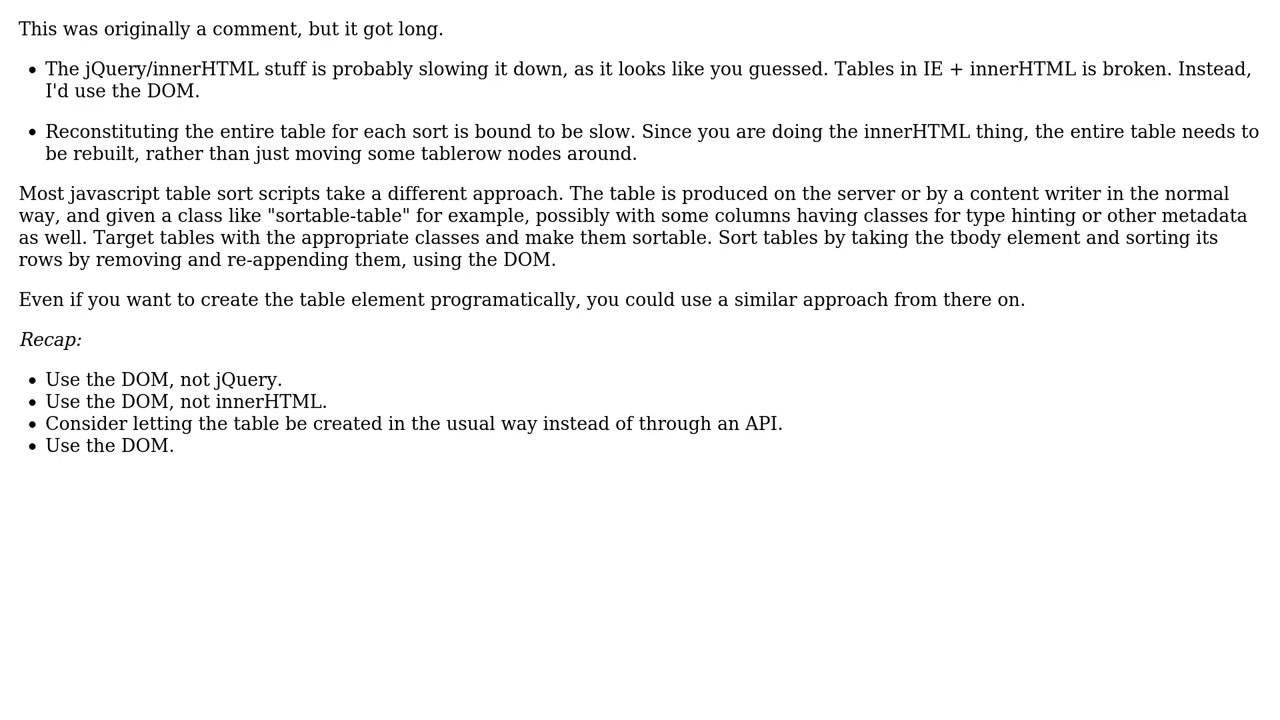 This was originally a comment, but it got long.
• The jQuery/innerHTML stuff is probably slowing it down, as it looks like you guessed. Tables in IE + innerHTML is broken. Instead,
I'd use the DOM.
• Reconstituting the entire table for each sort is bound to be slow. Since you are doing the innerHTML thing, the entire table needs to
be rebuilt, rather than just moving some tablerow nodes around.
Most javascript table sort scripts take a different approach. The table is produced on the server or by a content writer in the normal
way, and given a class like "sortable-table" for example, possibly with some columns having classes for type hinting or other metadata
as well. Target tables with the appropriate classes and make them sortable. Sort tables by taking the tbody element and sorting its
rows by removing and re-appending them, using the DOM.
Even if you want to create the table element programatically, you could use a similar approach from there on.
Recap:
• Use the DOM, not jQuery.
• Use the DOM, not innerHTML.
• Consider letting the table be created in the usual way instead of through an API.
• Use the DOM.